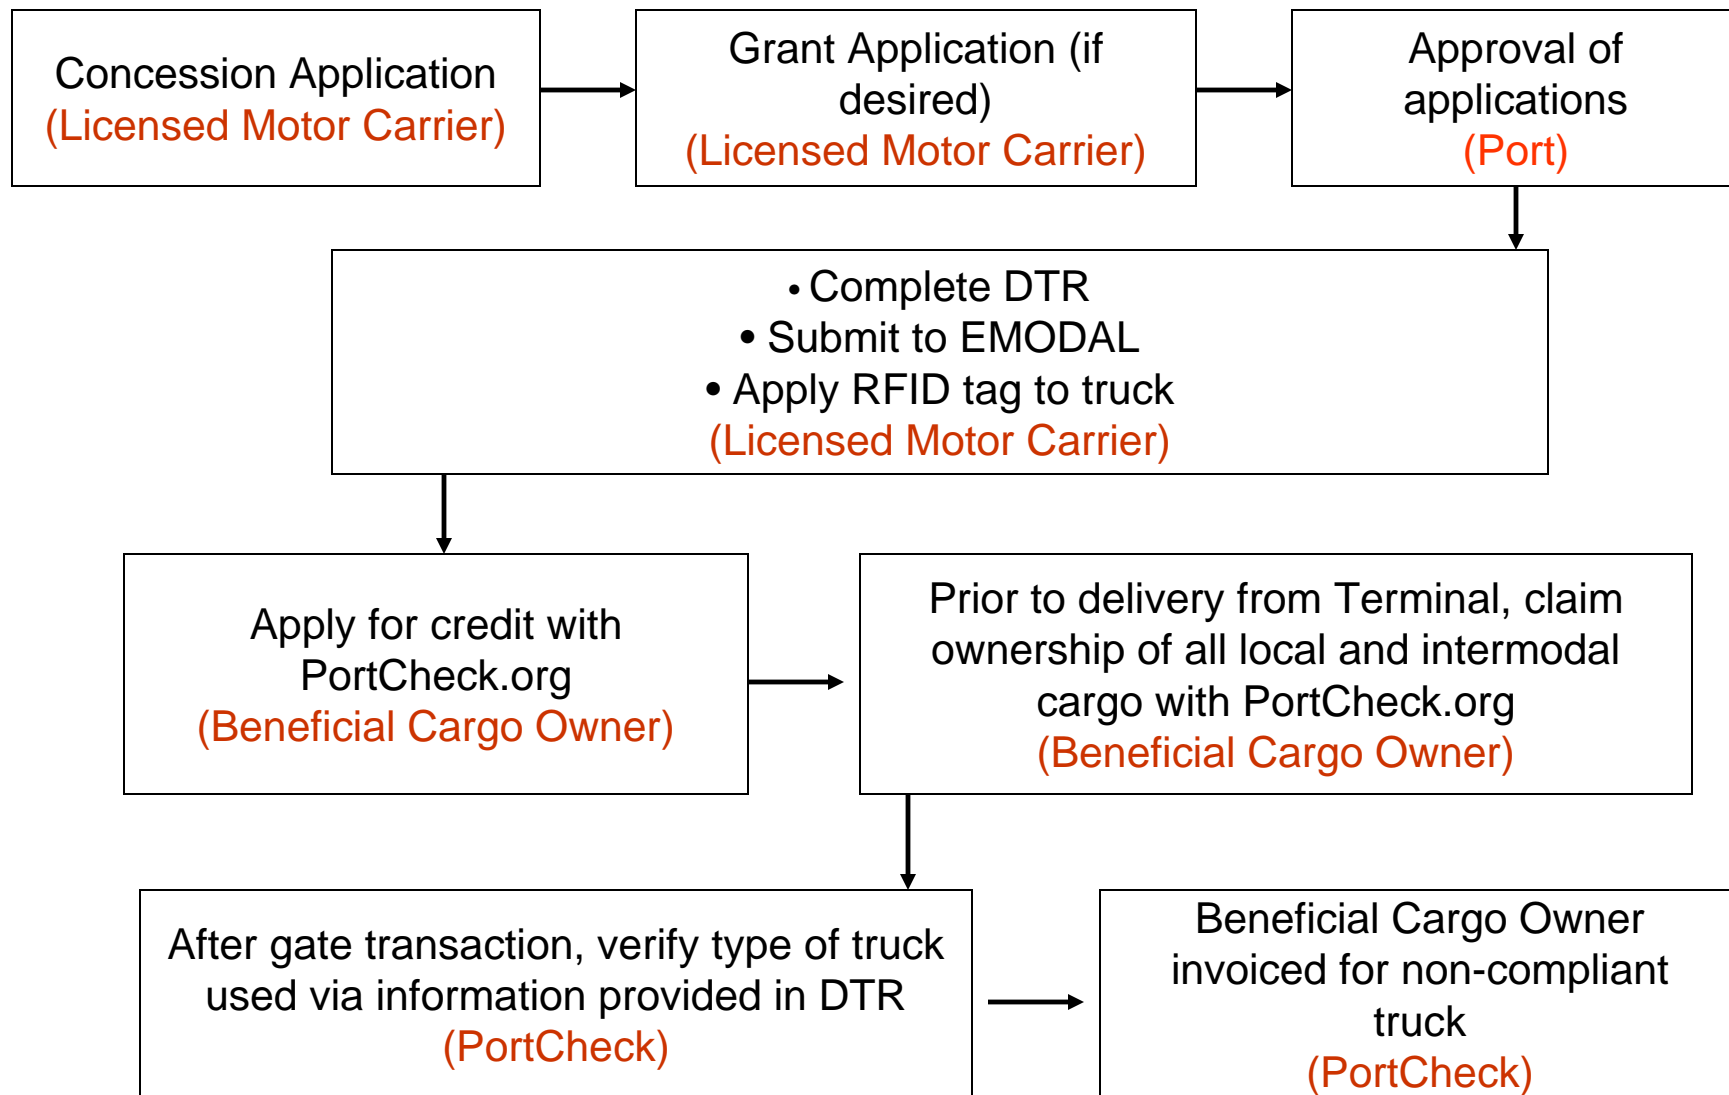 Concession Application
(Licensed Motor Carrier)
Grant Application (if
desired)
(Licensed Motor Carrier)
Approval of
applications
(Port)
• Complete DTR
• Submit to EMODAL
• Apply RFID tag to truck
(Licensed Motor Carrier)
Apply for credit with
PortCheck.org
(Beneficial Cargo Owner)
Prior to delivery from Terminal, claim
ownership of all local and intermodal
cargo with PortCheck.org
(Beneficial Cargo Owner)
After gate transaction, verify type of truck
used via information provided in DTR
(PortCheck)
Beneficial Cargo Owner
invoiced for non-compliant
truck
(PortCheck)